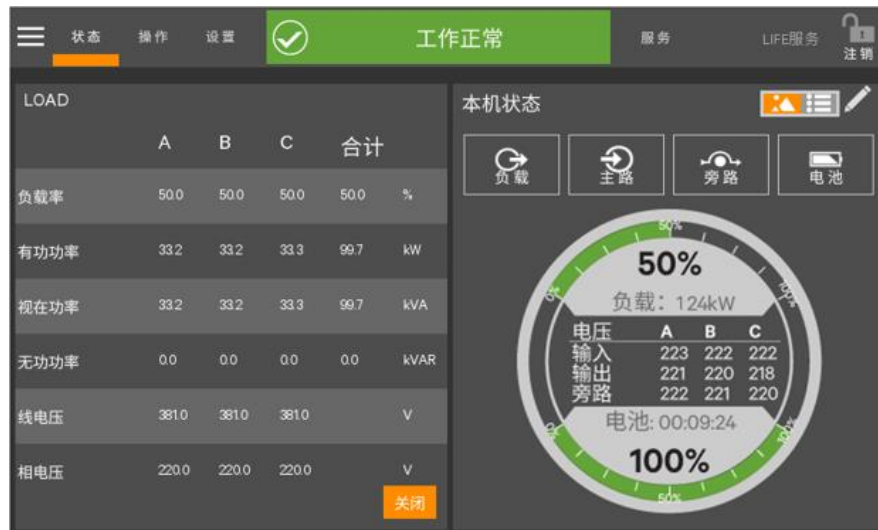 状态 操作 设置 工作正常 服务 LIFE服务 注销
LOAD
A B C 合计
负载率 50.0 50.0 50.0 50.0 %
有功功率 33.2 33.2 33.3 99.7 kW
视在功率 33.2 33.2 33.3 99.7 kVA
无功功率 0.0 0.0 0.0 0.0 kVAR
线电压 381.0 381.0 381.0 V
相电压 220.0 220.0 220.0 V
关闭
本机状态
负载 主路 旁路 电池
50%
0% 100%
50%
负载: 124kW
电压 A B C
输入 223 222 222
输出 221 220 218
旁路 222 221 220
电池: 00:09:24
100%
0% 100%
50%